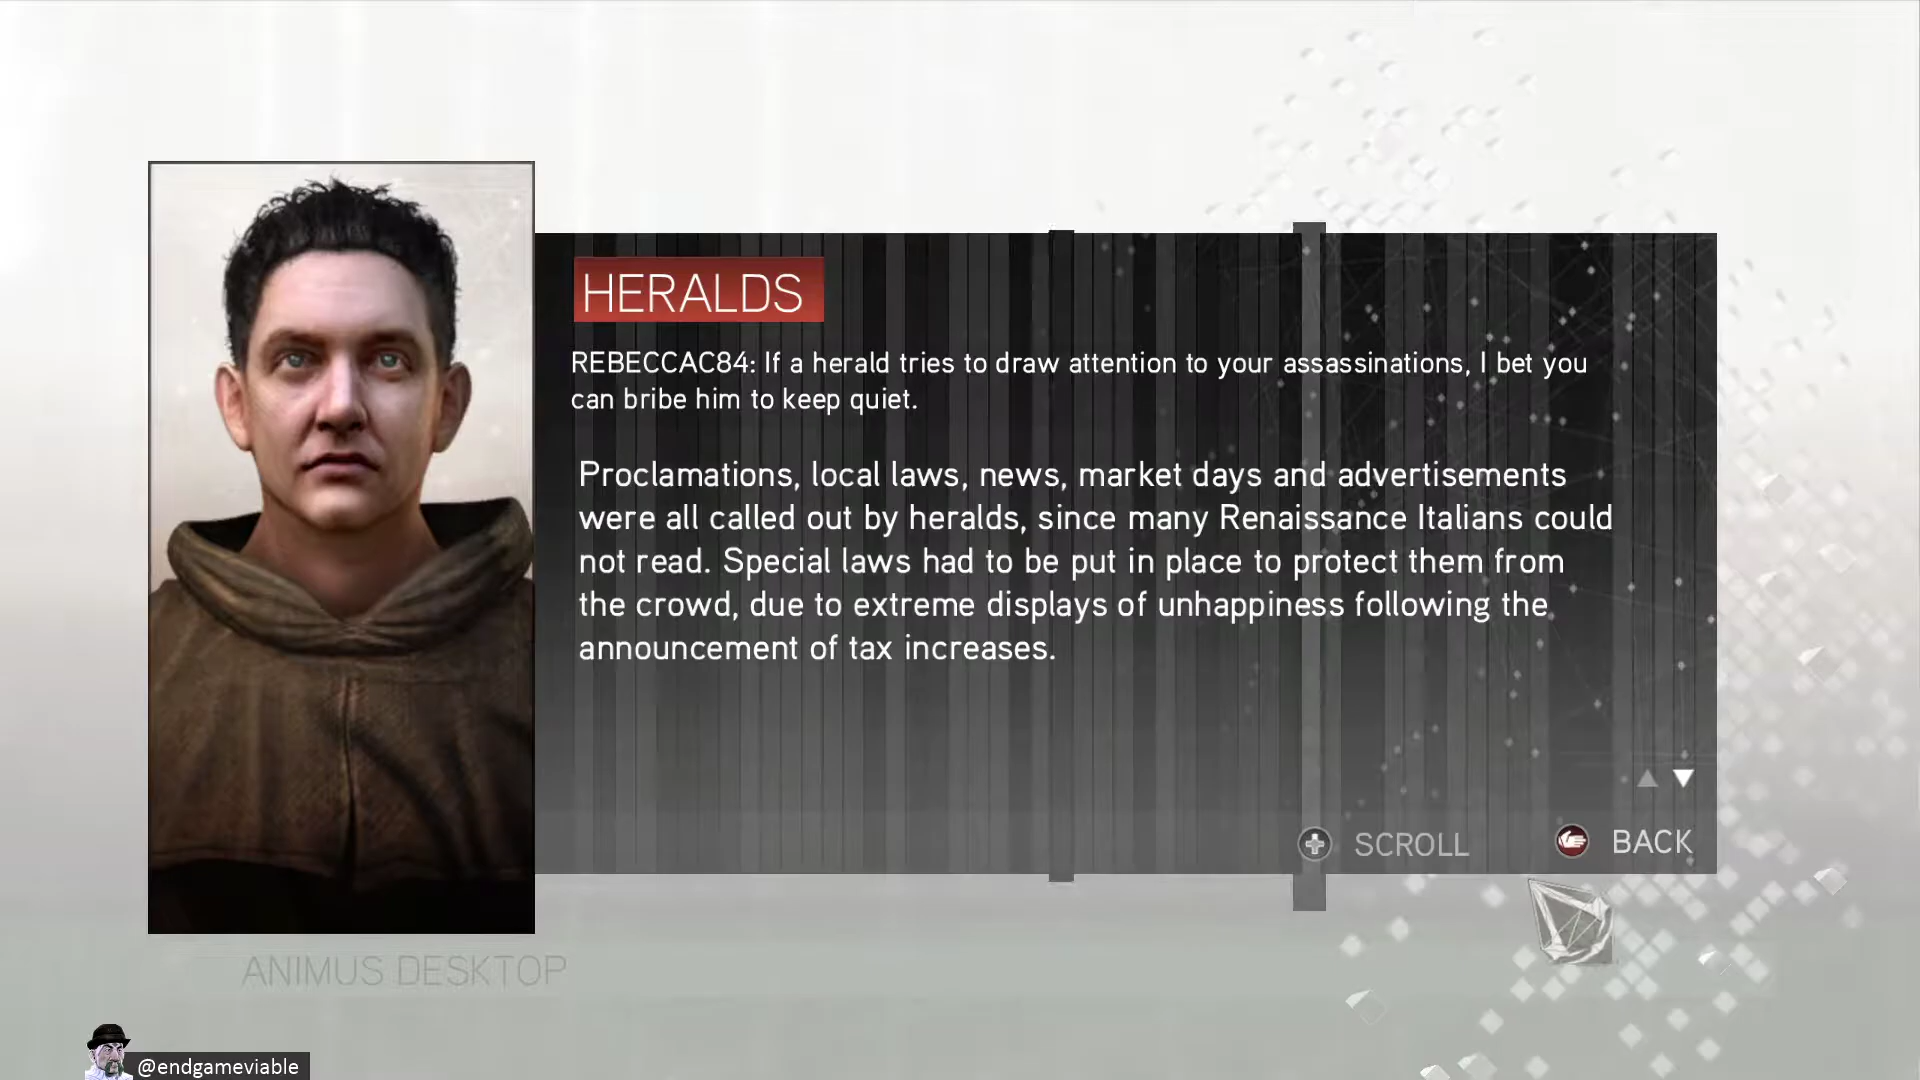 HERALDS
REBECCAC84: If a herald tries to draw attention to your assassinations, I bet you
can bribe him to keep quiet.
Proclamations, local laws, news, market days and advertisements
were all called out by heralds, since many Renaissance Italians could
not read. Special laws had to be put in place to protect them from
the crowd, due to extreme displays of unhappiness following the
announcement of tax increases.
SCROLL
BACK
ANIMUS DESKTOP
@endgameviable